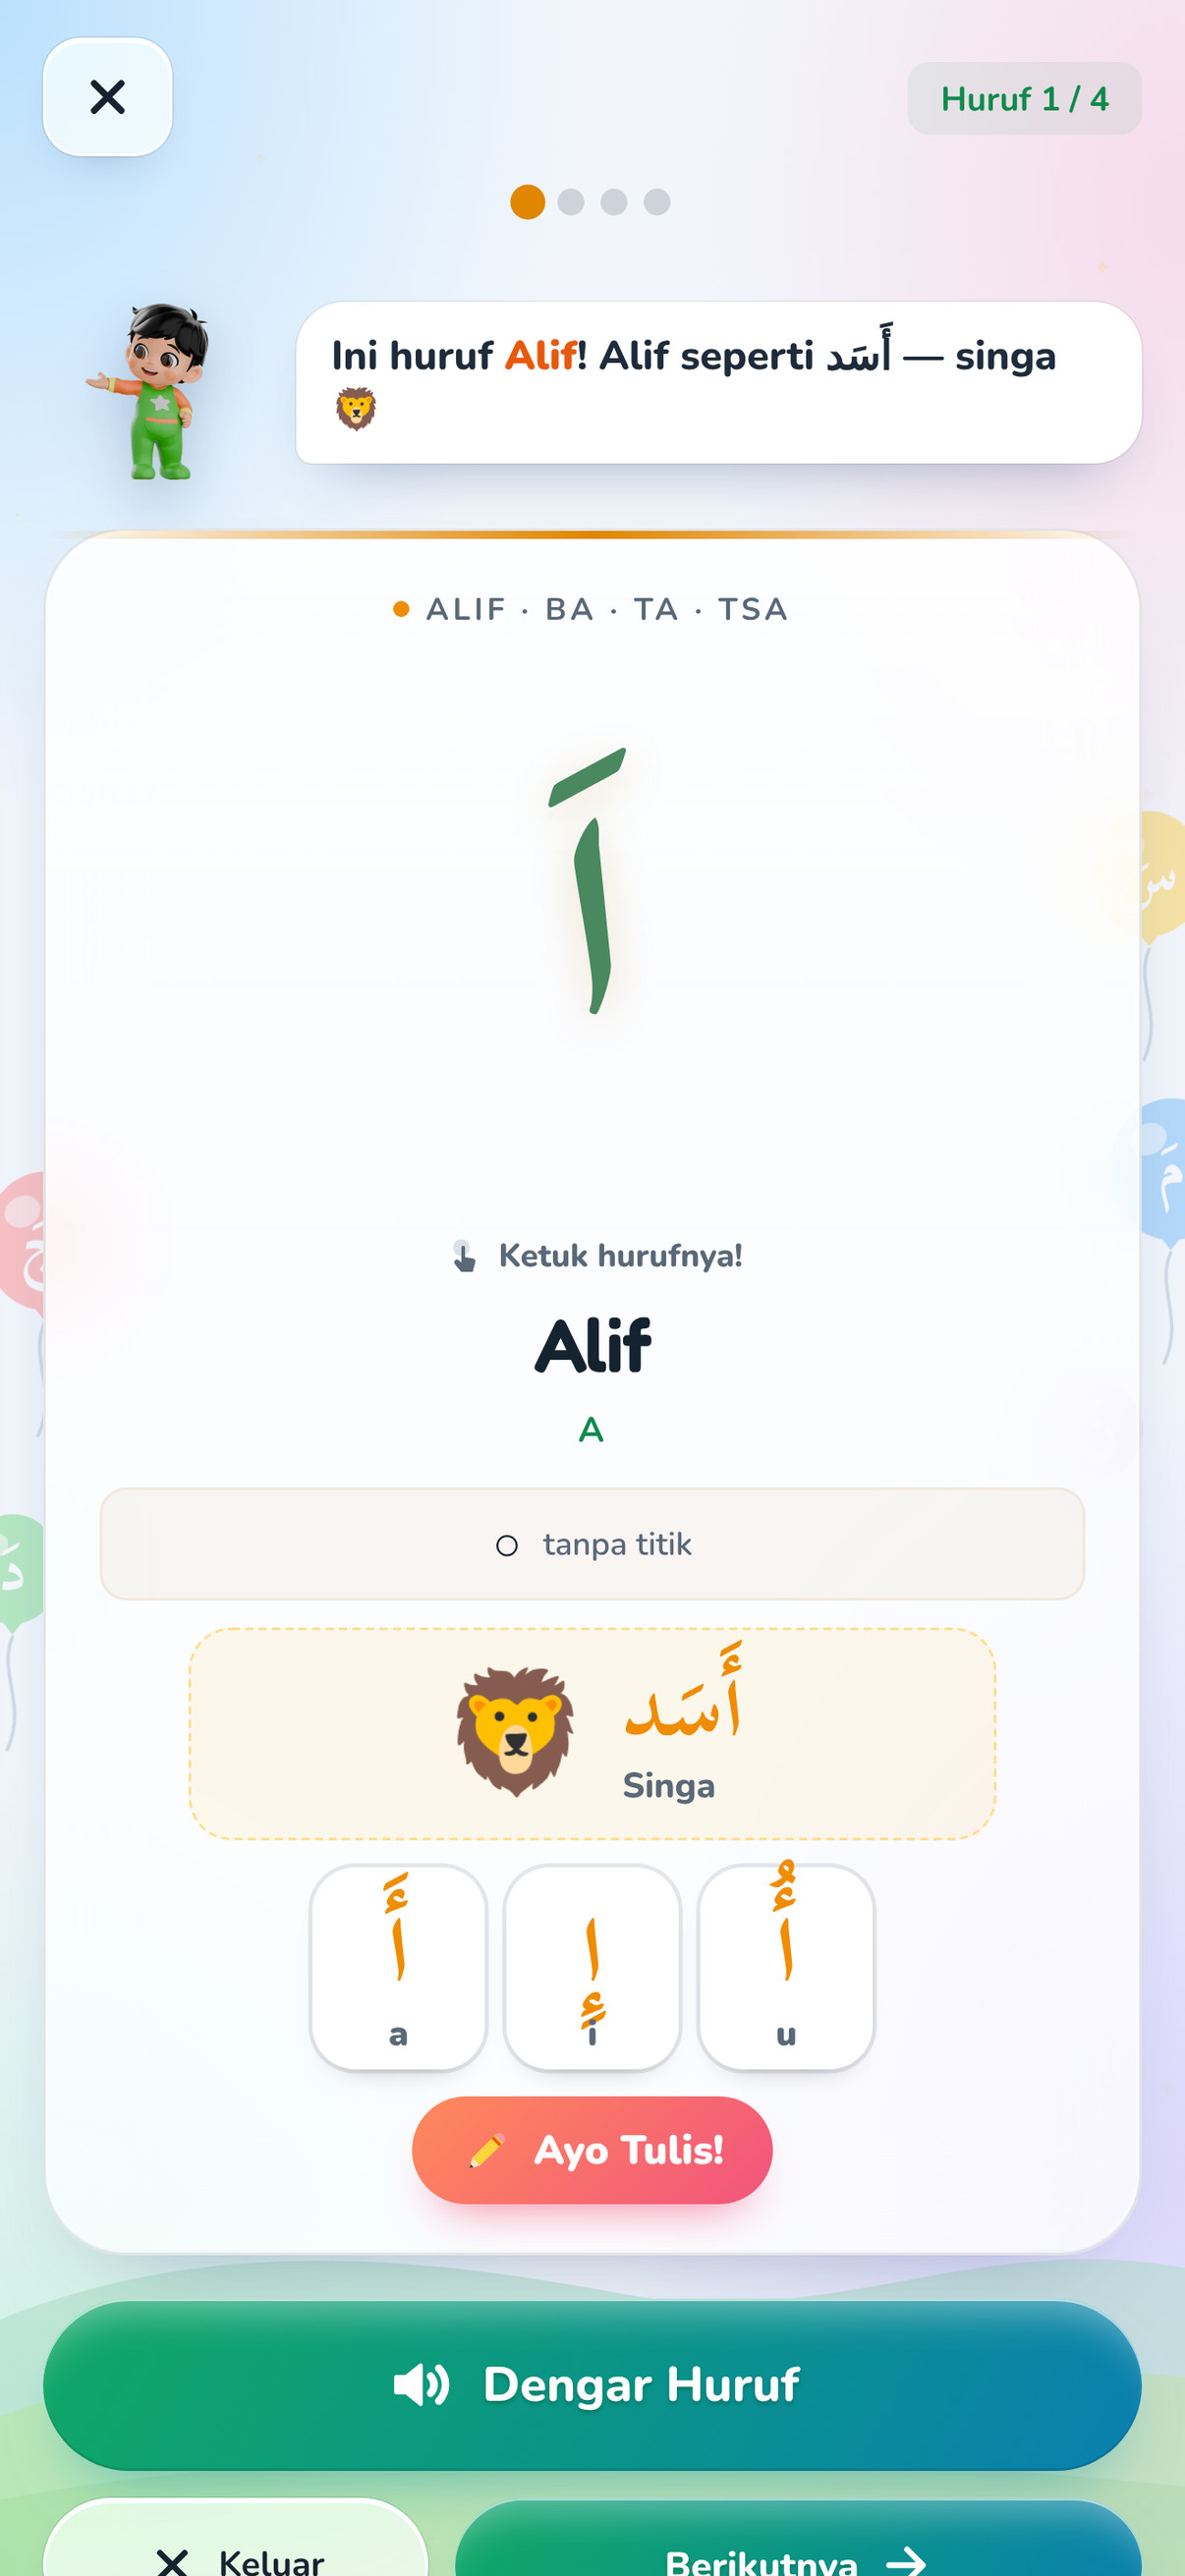 Huruf 1 / 4
Ini huruf Alif! Alif seperti أَسَد — singa
🦁
ALIF · BA · TA · TSA
اَ
Ketuk hurufnya!
Alif
A
tanpa titik
أَسَد
Singa
أَ
a
إِ
i
أُ
u
Ayo Tulis!
Dengar Huruf
Keluar
Berikutnya
سَ
مَ
دَ